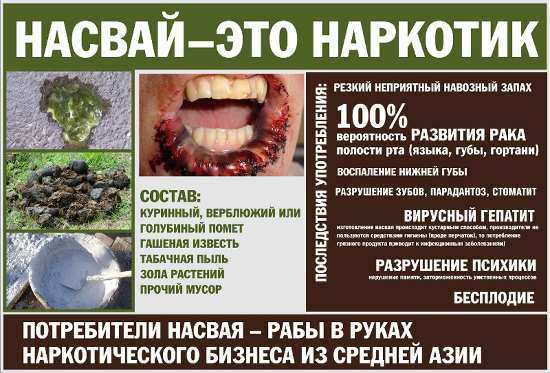 НАСВАЙ–ЭТО НАРКОТИК
СОСТАВ:
КУРИННЫЙ, ВЕРБЛЮЖИЙ ИЛИ
ГОЛУБИНЫЙ ПОМЕТ
ГАШЕНАЯ ИЗВЕСТЬ
ТАБАЧНАЯ ПЫЛЬ
ЗОЛА РАСТЕНИЙ
ПРОЧИЙ МУСОР
ПОСЛЕДСТВИЯ УПОТРЕБЛЕНИЯ:
РЕЗКИЙ НЕПРИЯТНЫЙ НАВОЗНЫЙ ЗАПАХ
100%
вероятность РАЗВИТИЯ РАКА
полости рта (языка, губы, гортани)
ВОСПАЛЕНИЕ НИЖНЕЙ ГУБЫ
РАЗРУШЕНИЕ ЗУБОВ, ПАРАДАНТОЗ, СТОМАТИТ
ВИРУСНЫЙ ГЕПАТИТ
изготовление насвая происходит кустарным способом, производители не
пользуются средствами гигиены (вроде перчаток), то потребление
грязного продукта приводит к инфекционным заболеваниям)
РАЗРУШЕНИЕ ПСИХИКИ
нарушение памяти, заторможенность умственных процессов
БЕСПЛОДИЕ
ПОТРЕБИТЕЛИ НАСВАЯ – РАБЫ В РУКАХ
НАРКОТИЧЕСКОГО БИЗНЕСА ИЗ СРЕДНЕЙ АЗИИ